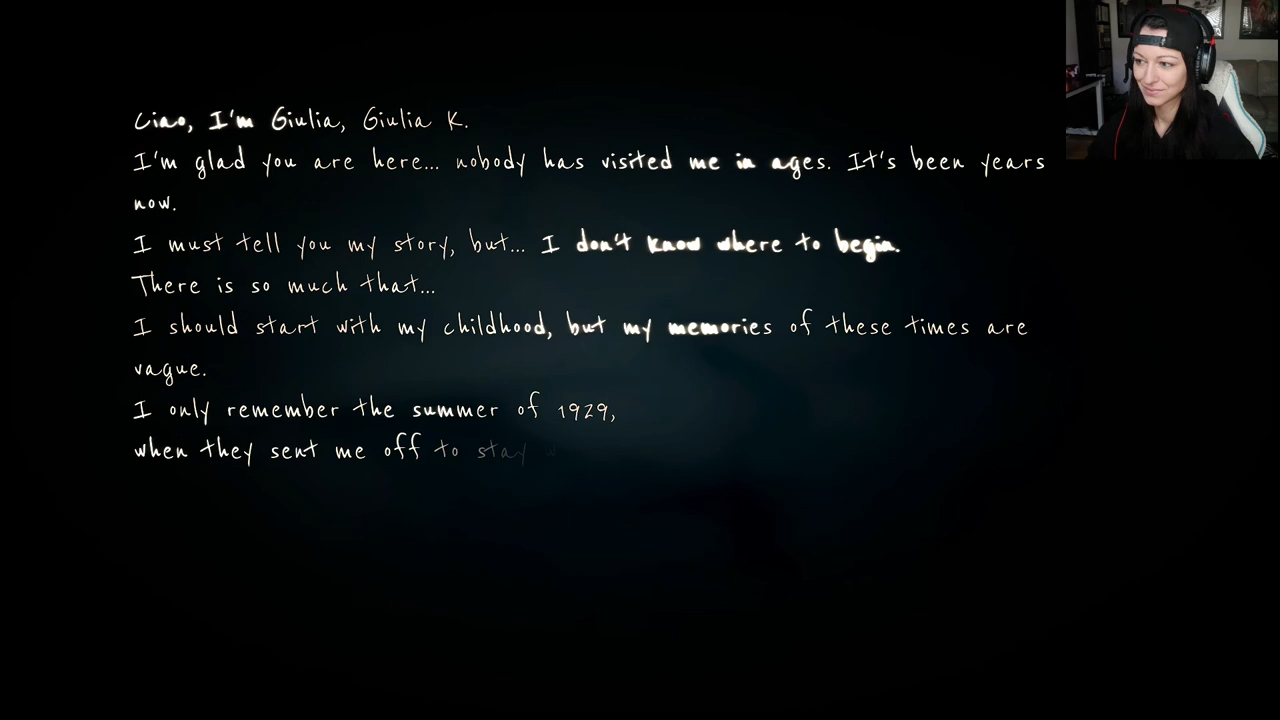 Ciao, I'm Giulia, Giulia K.
I'm glad you are here... nobody has visited me in ages. It's been years
now.
I must tell you my story, but... I don't know where to begin.
There is so much that...
I should start with my childhood, but my memories of these times are
vague.
I only remember the summer of 1929,
when they sent me off to stay